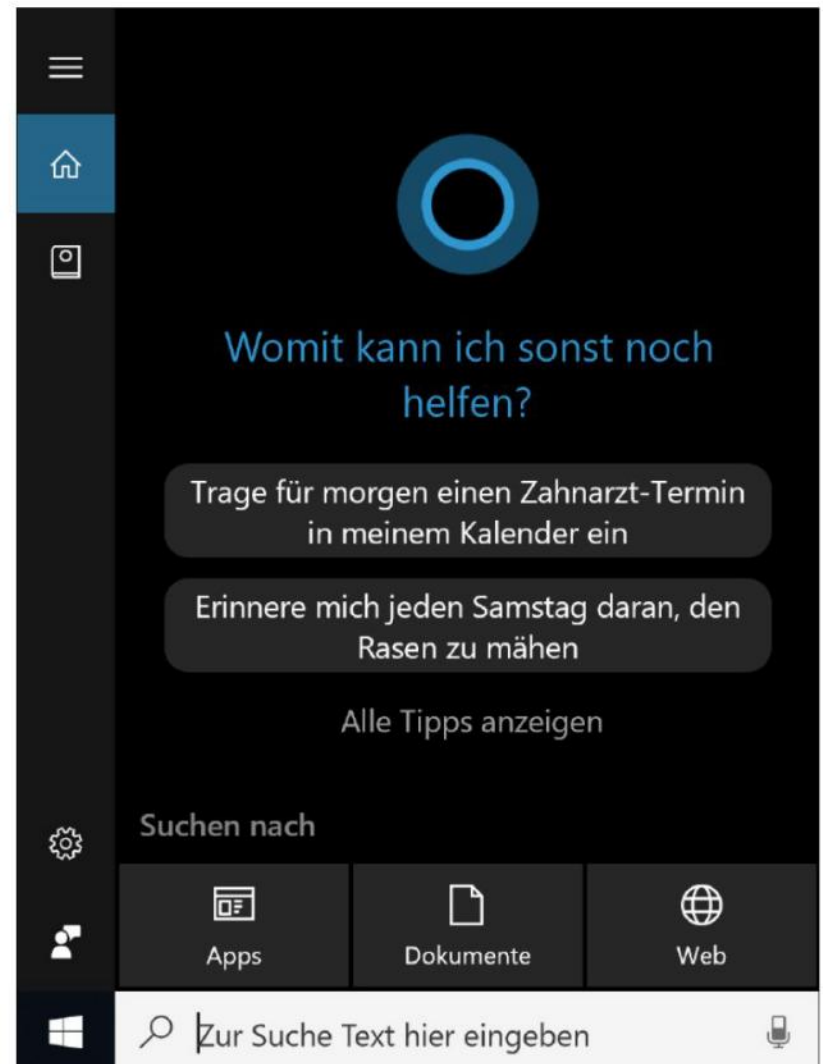 Womit kann ich sonst noch
helfen?
Trage für morgen einen Zahnarzt-Termin
in meinem Kalender ein
Erinnere mich jeden Samstag daran, den
Rasen zu mähen
Alle Tipps anzeigen
Suchen nach
Apps
Dokumente
Web
Zur Suche Text hier eingeben